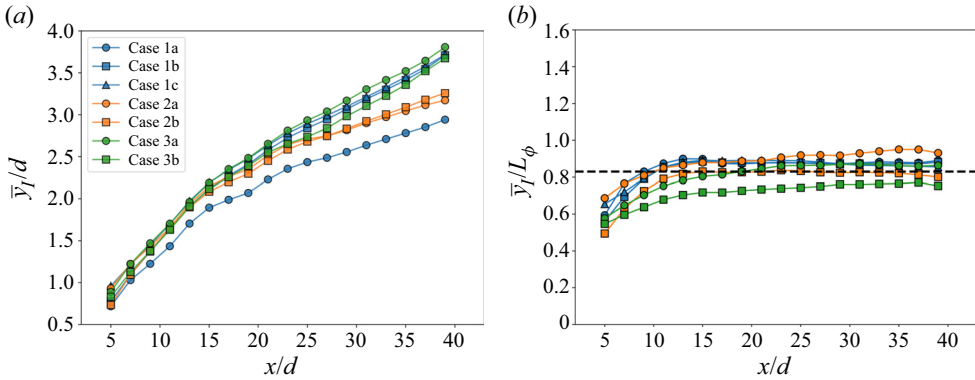 (a)
4.0
3.5
3.0
2.5
2.0
1.5
1.0
0.5
y̅_I/d
Case 1a
Case 1b
Case 1c
Case 2a
Case 2b
Case 3a
Case 3b
5 10 15 20 25 30 35 40
x/d
(b)
1.6
1.4
1.2
1.0
0.8
0.6
0.4
0.2
0
y̅_I/L_ϕ
5 10 15 20 25 30 35 40
x/d